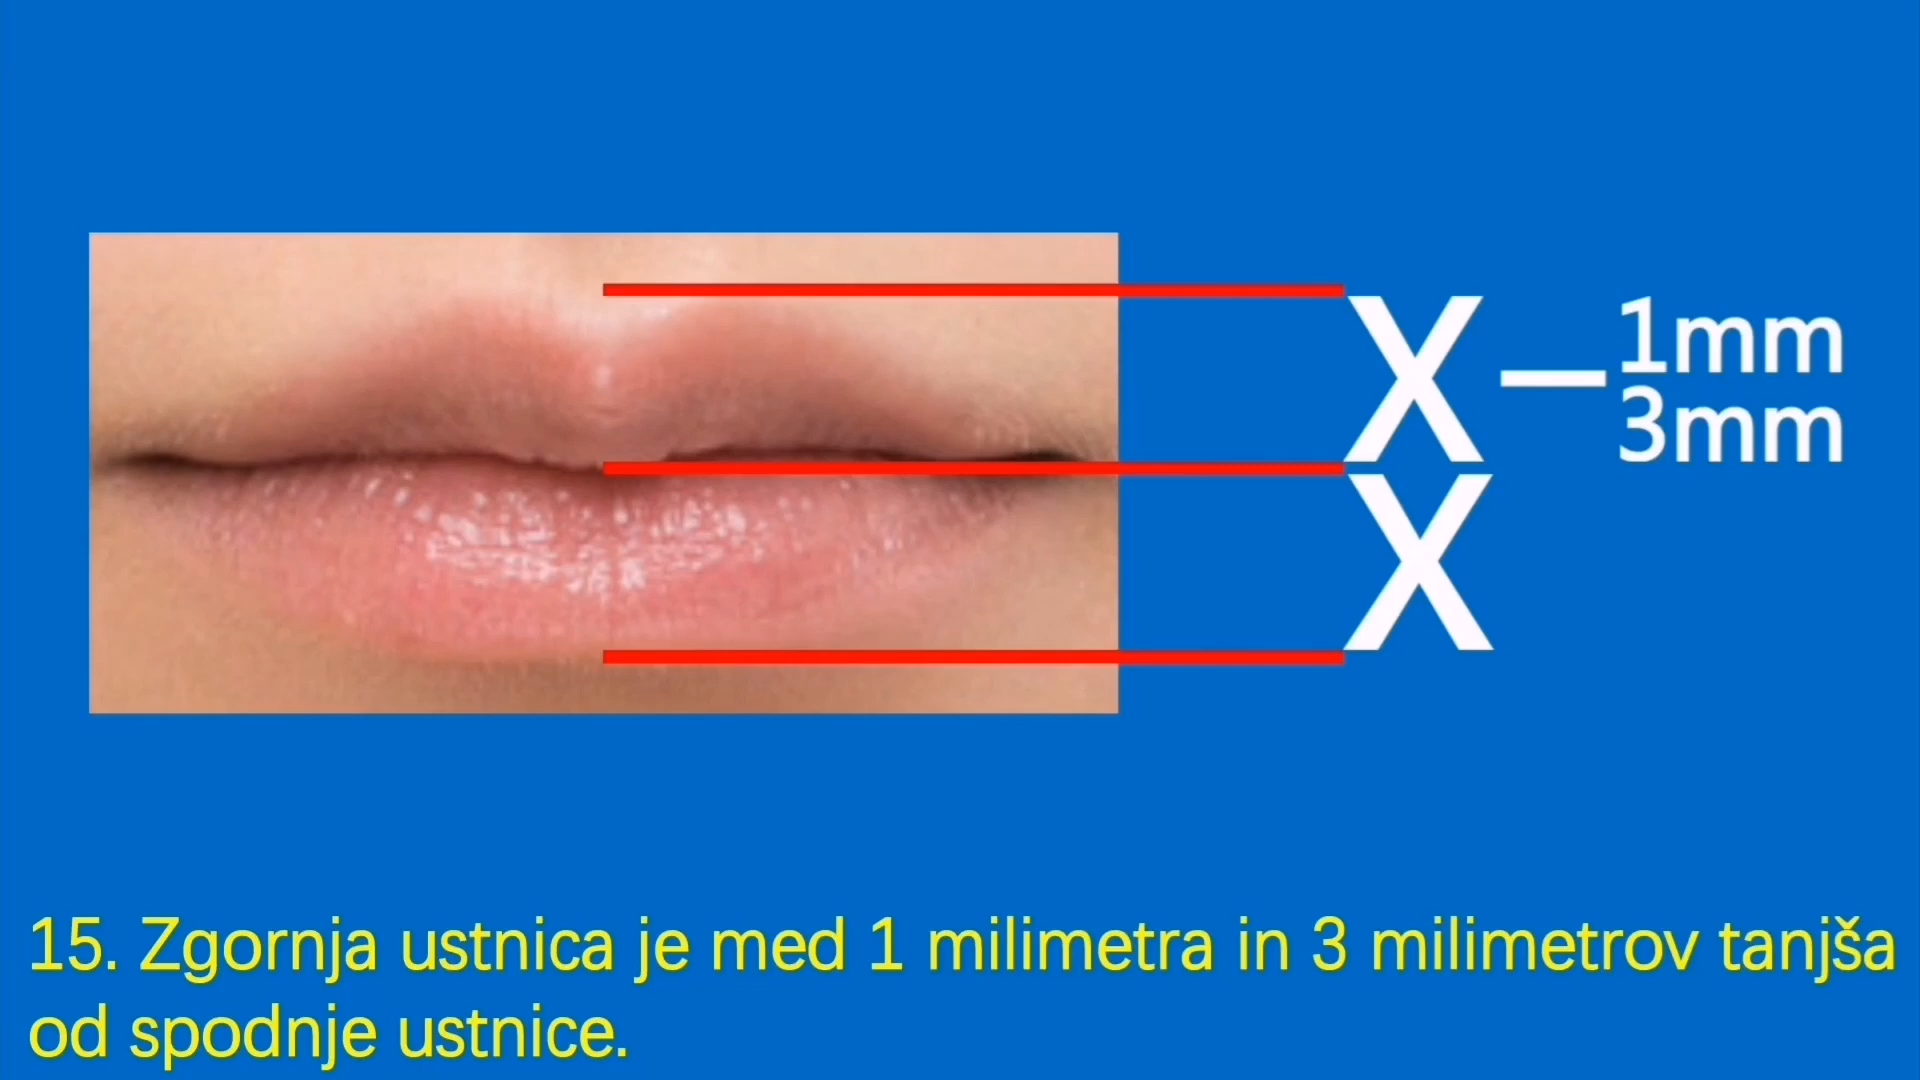 X — 1mm
3mm
X
15. Zgornja ustnica je med 1 milimetra in 3 milimetrov tanjša
od spodnje ustnice.